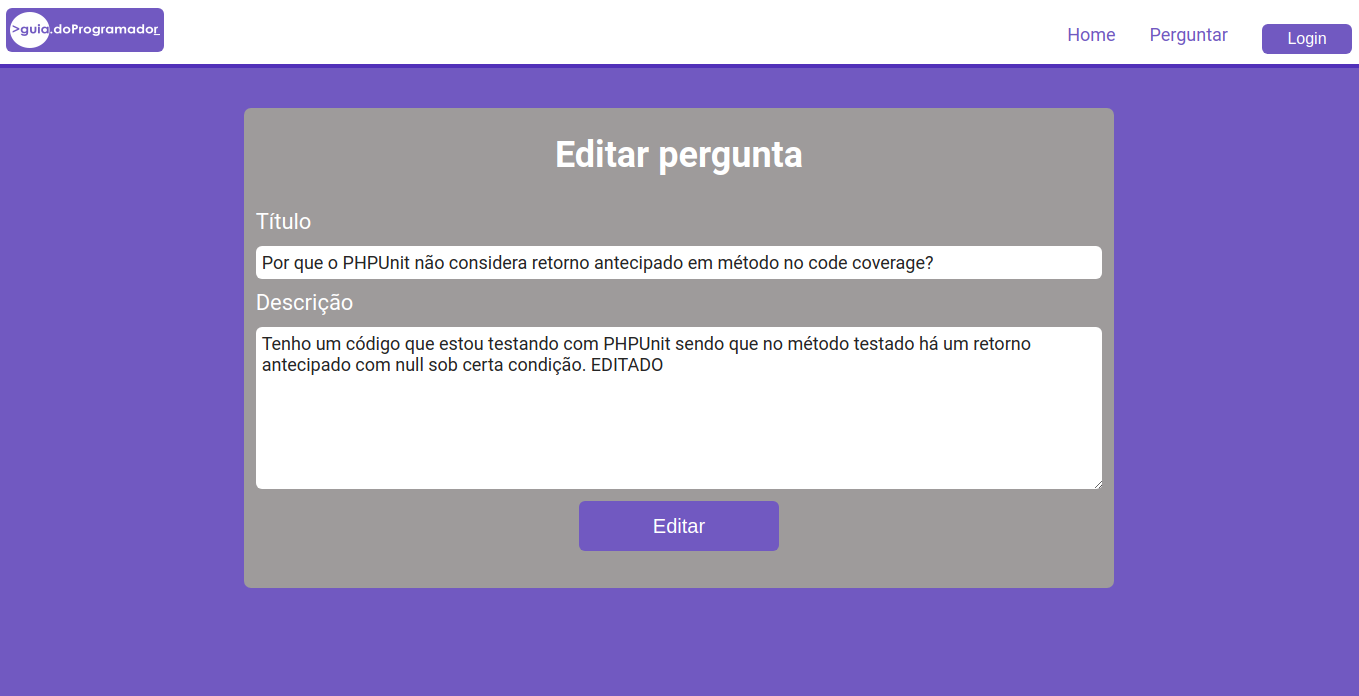 >guia.doProgramador_
Home Perguntar Login
Editar pergunta
Título
Por que o PHPUnit não considera retorno antecipado em método no code coverage?
Descrição
Tenho um código que estou testando com PHPUnit sendo que no método testado há um retorno
antecipado com null sob certa condição. EDITADO
Editar